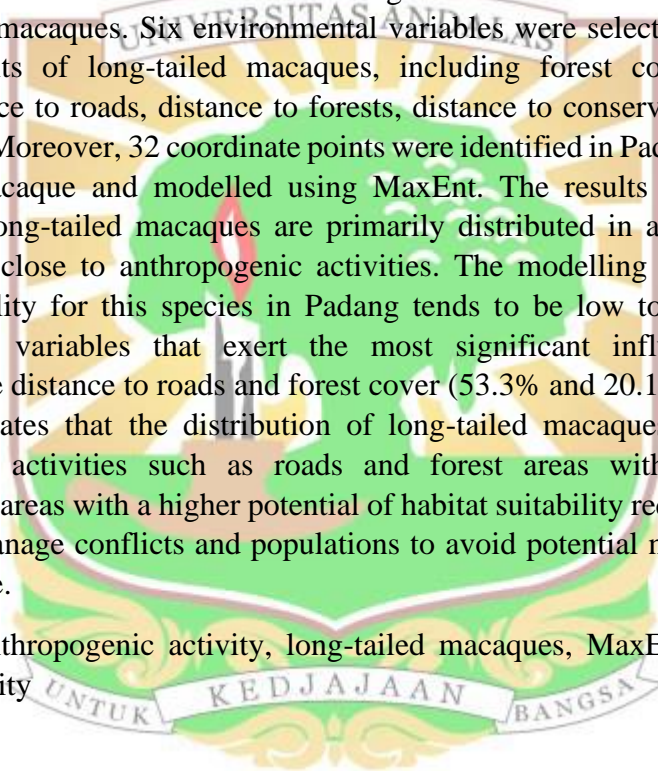 macaques. Six environmental variables were select
UNIVERSITAS ANDALAS
ts of long-tailed macaques, including forest co
ce to roads, distance to forests, distance to conserv
Moreover, 32 coordinate points were identified in Pad
acaque and modelled using MaxEnt. The results
ong-tailed macaques are primarily distributed in a
close to anthropogenic activities. The modelling
lity for this species in Padang tends to be low to
variables that exert the most significant infl
e distance to roads and forest cover (53.3% and 20.1
ates that the distribution of long-tailed macaque
activities such as roads and forest areas with
areas with a higher potential of habitat suitability re
anage conflicts and populations to avoid potential
e.
nthropogenic activity, long-tailed macaques, MaxE
ity
UNTUK KEDJAJAAN BANGSA